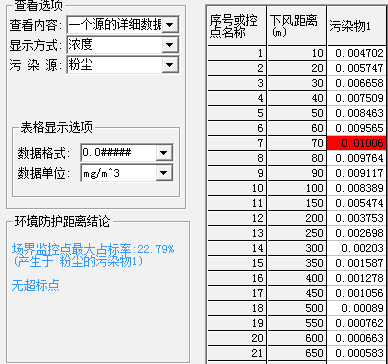 查看选项
查看内容: 一个源的详细数据
显示方式: 浓度
污 染 源: 粉尘
表格显示选项
数据格式: 0.0#####
数据单位: mg/m^3
环境防护距离结论
场界监控点最大占标率:22.79%
(产生于 粉尘的污染物1)
无超标点
序号或控点名称 下风距离(m) 污染物1
1 10 0.004702
2 20 0.005747
3 30 0.006658
4 40 0.007509
5 50 0.008463
6 60 0.009565
7 70 0.01006
8 80 0.009764
9 90 0.009117
10 100 0.008389
11 150 0.005474
12 200 0.003753
13 250 0.002698
14 300 0.00203
15 350 0.001587
16 400 0.001278
17 450 0.001056
18 500 0.00089
19 550 0.000762
20 600 0.000663
21 650 0.000583